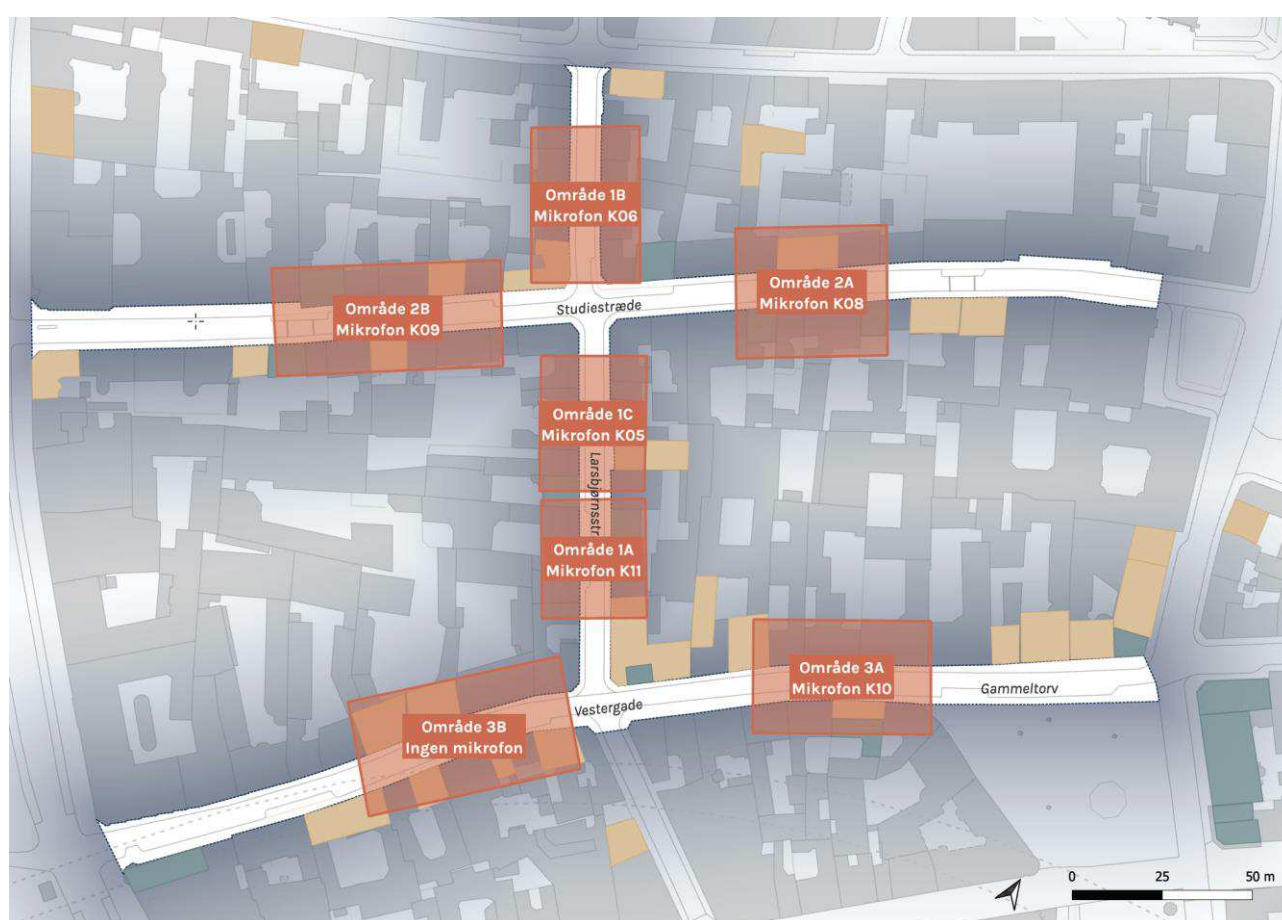 Område 1B
Mikrofon K06
Område 2A
Mikrofon K08
Område 2B
Mikrofon K09
Studiestræde
Område 1C
Mikrofon K05
Larsbjørnsstr
Område 1A
Mikrofon K11
Område 3A
Mikrofon K10
Gammeltorv
Vestergade
Område 3B
Ingen mikrofon
0 25 50 m